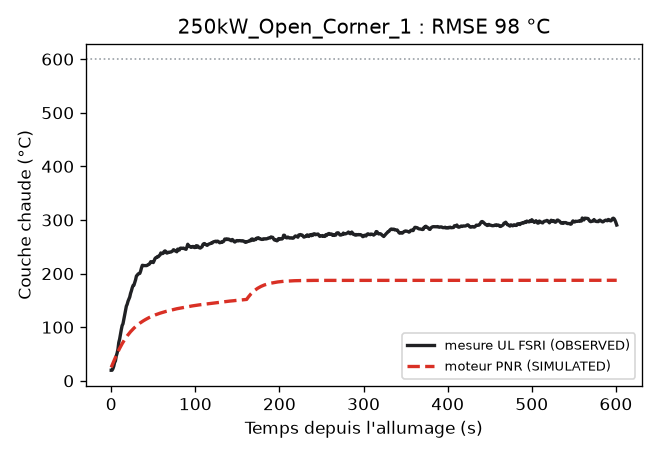 250kW_Open_Corner_1 : RMSE 98 °C
Couche chaude (°C)
600
500
400
300
200
100
0
0 100 200 300 400 500 600
Temps depuis l'allumage (s)
mesure UL FSRI (OBSERVED)
moteur PNR (SIMULATED)